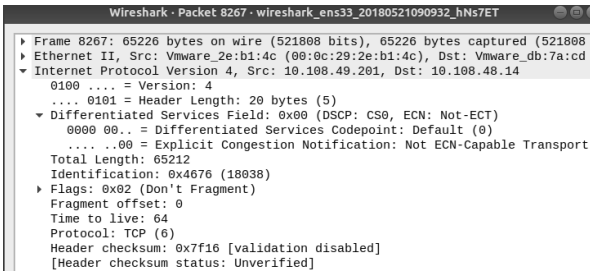 Wireshark · Packet 8267 · wireshark_ens33_20180521090932_hNs7ET
Frame 8267: 65226 bytes on wire (521808 bits), 65226 bytes captured (521808
Ethernet II, Src: Vmware_2e:b1:4c (00:0c:29:2e:b1:4c), Dst: Vmware_db:7a:cd
Internet Protocol Version 4, Src: 10.108.49.201, Dst: 10.108.48.14
0100 .... = Version: 4
.... 0101 = Header Length: 20 bytes (5)
Differentiated Services Field: 0x00 (DSCP: CS0, ECN: Not-ECT)
0000 00.. = Differentiated Services Codepoint: Default (0)
.... ..00 = Explicit Congestion Notification: Not ECN-Capable Transport
Total Length: 65212
Identification: 0x4676 (18038)
Flags: 0x02 (Don't Fragment)
Fragment offset: 0
Time to live: 64
Protocol: TCP (6)
Header checksum: 0x7f16 [validation disabled]
[Header checksum status: Unverified]